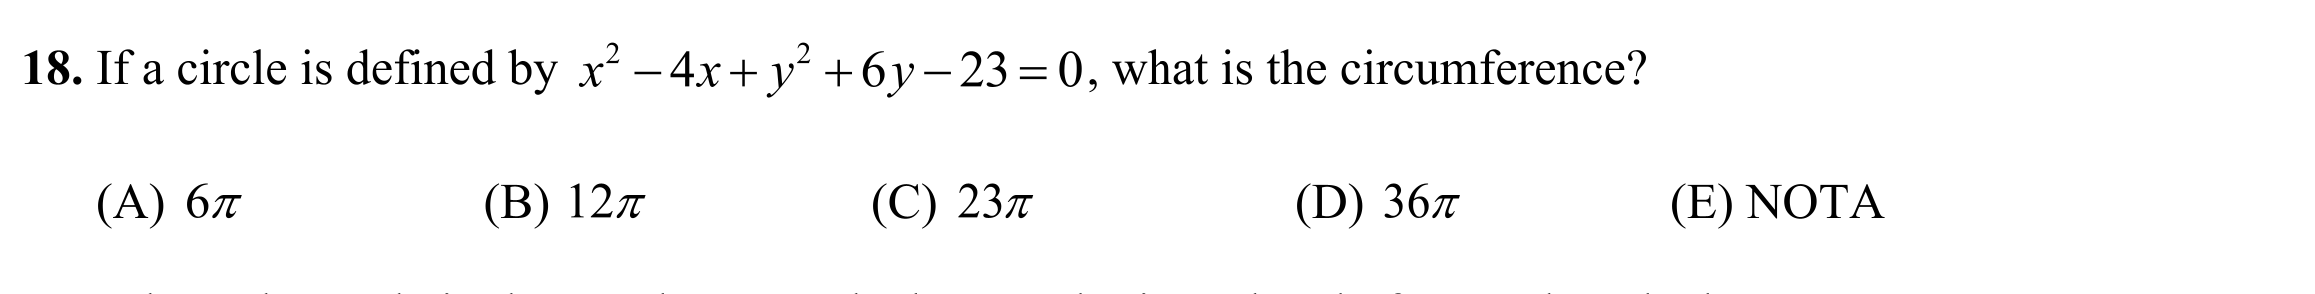 18. If a circle is defined by x² − 4x + y² + 6y − 23 = 0, what is the circumference?
(A) 6π (B) 12π (C) 23π (D) 36π (E) NOTA